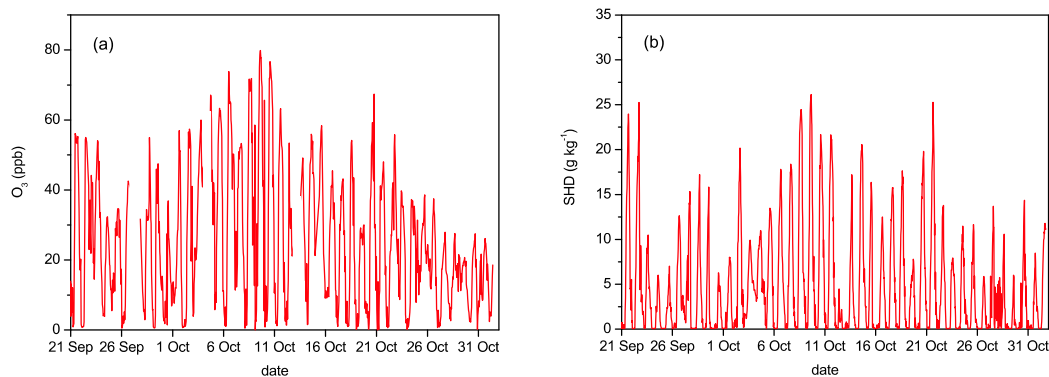 (a)
O3 (ppb)
80
60
40
20
0
21 Sep 26 Sep 1 Oct 6 Oct 11 Oct 16 Oct 21 Oct 26 Oct 31 Oct
date
(b)
SHD (g kg-1)
35
30
25
20
15
10
5
0
21 Sep 26 Sep 1 Oct 6 Oct 11 Oct 16 Oct 21 Oct 26 Oct 31 Oct
date